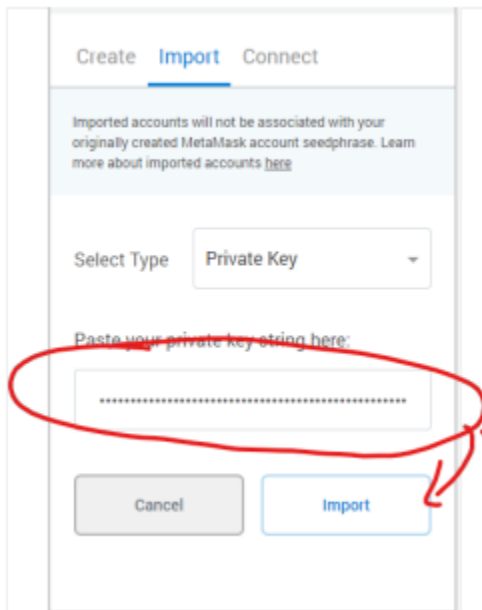 Create Import Connect
Imported accounts will not be associated with your
originally created MetaMask account seedphrase. Learn
more about imported accounts here
Select Type Private Key
Paste your private key string here:
Cancel Import